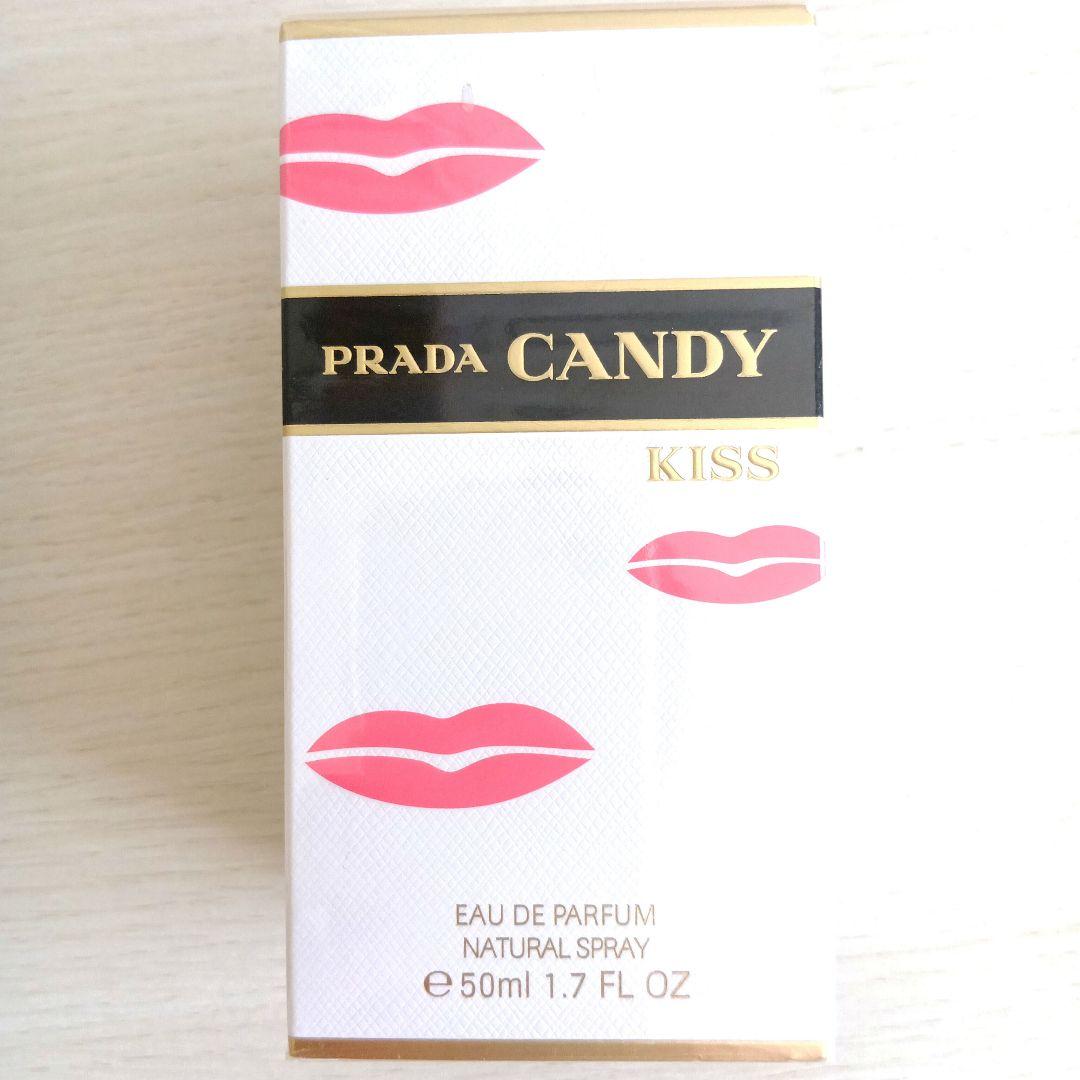 PRADA CANDY
KISS
EAU DE PARFUM
NATURAL SPRAY
℮ 50ml 1.7 FL OZ